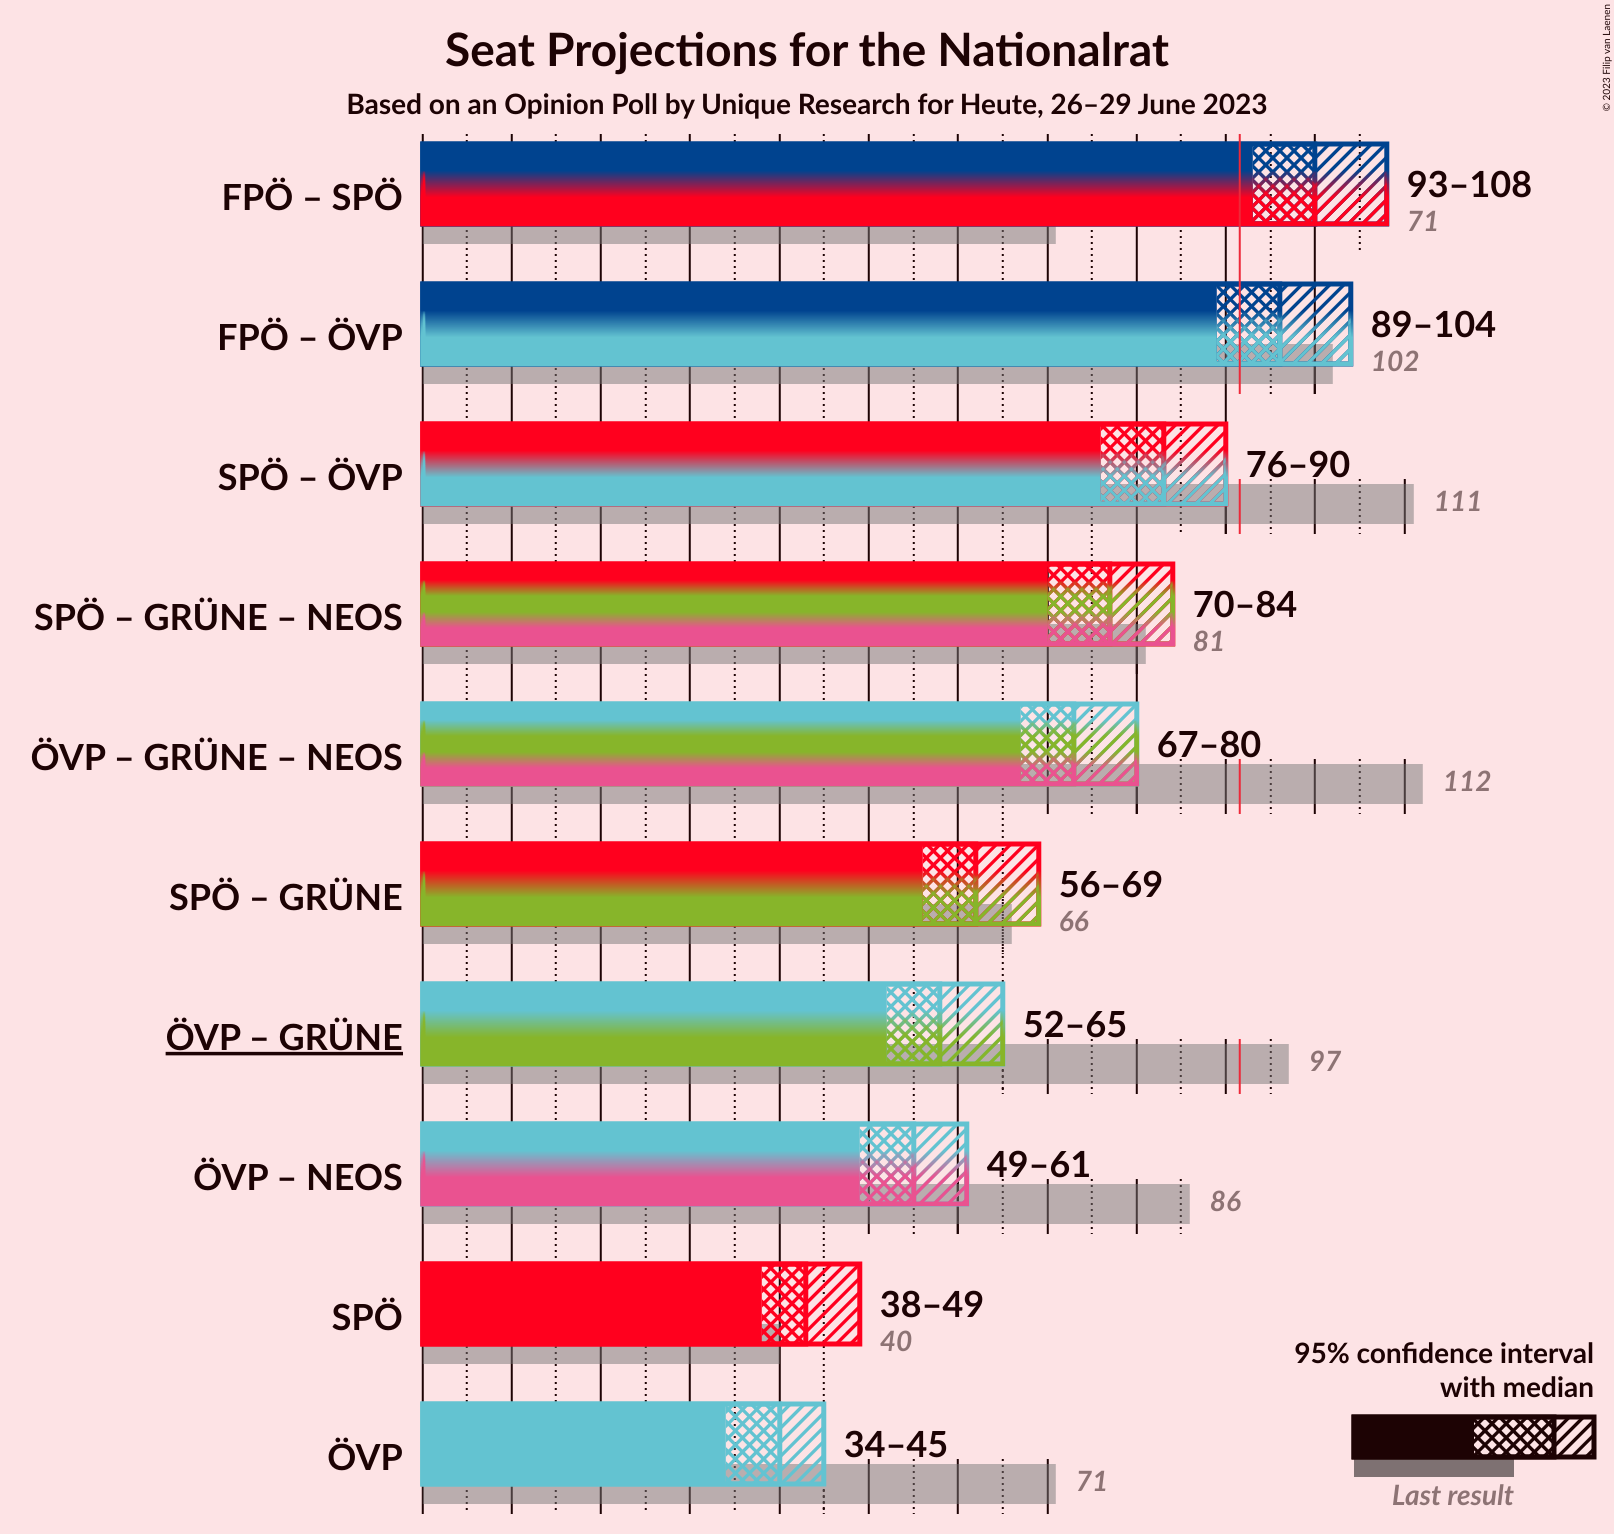 Seat Projections for the Nationalrat
Based on an Opinion Poll by Unique Research for Heute, 26–29 June 2023
© 2023 Filip van Laenen
FPÖ – SPÖ
93–108
71
FPÖ – ÖVP
89–104
102
SPÖ – ÖVP
76–90
111
SPÖ – GRÜNE – NEOS
70–84
81
ÖVP – GRÜNE – NEOS
67–80
112
SPÖ – GRÜNE
56–69
66
ÖVP – GRÜNE
52–65
97
ÖVP – NEOS
49–61
86
SPÖ
38–49
40
ÖVP
34–45
71
95% confidence interval
with median
Last result